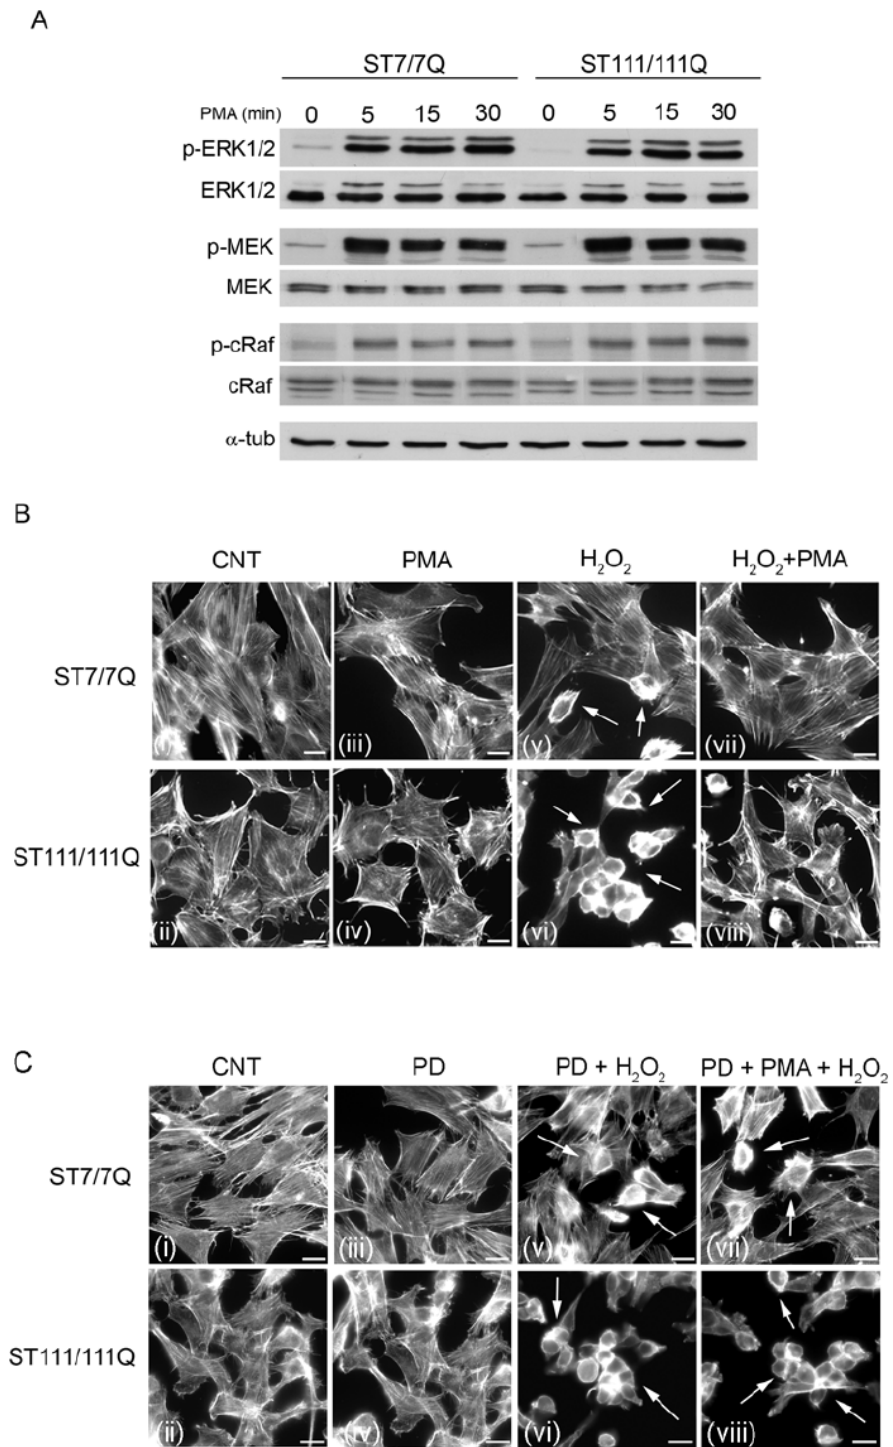 A
ST7/7Q ST111/111Q
PMA (min) 0 5 15 30 0 5 15 30
p-ERK1/2
ERK1/2
p-MEK
MEK
p-cRaf
cRaf
α-tub
B
CNT PMA H₂O₂ H₂O₂+PMA
ST7/7Q
(i) (iii) (v) (vii)
ST111/111Q
(ii) (iv) (vi) (viii)
C
CNT PD PD + H₂O₂ PD + PMA + H₂O₂
ST7/7Q
(i) (iii) (v) (vii)
ST111/111Q
(ii) (iv) (vi) (viii)